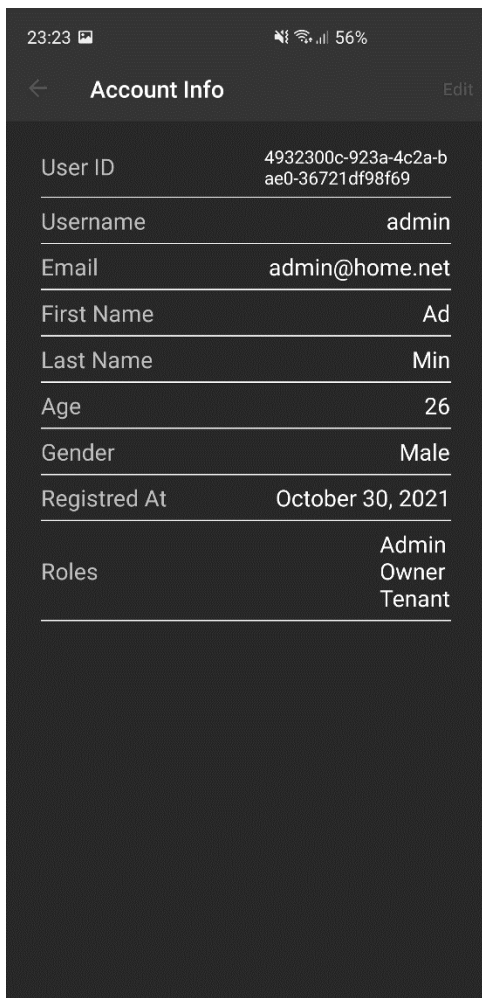 23:23 56%
Account Info Edit
User ID 4932300c-923a-4c2a-b
ae0-36721df98f69
Username admin
Email admin@home.net
First Name Ad
Last Name Min
Age 26
Gender Male
Registred At October 30, 2021
Admin
Roles Owner
Tenant